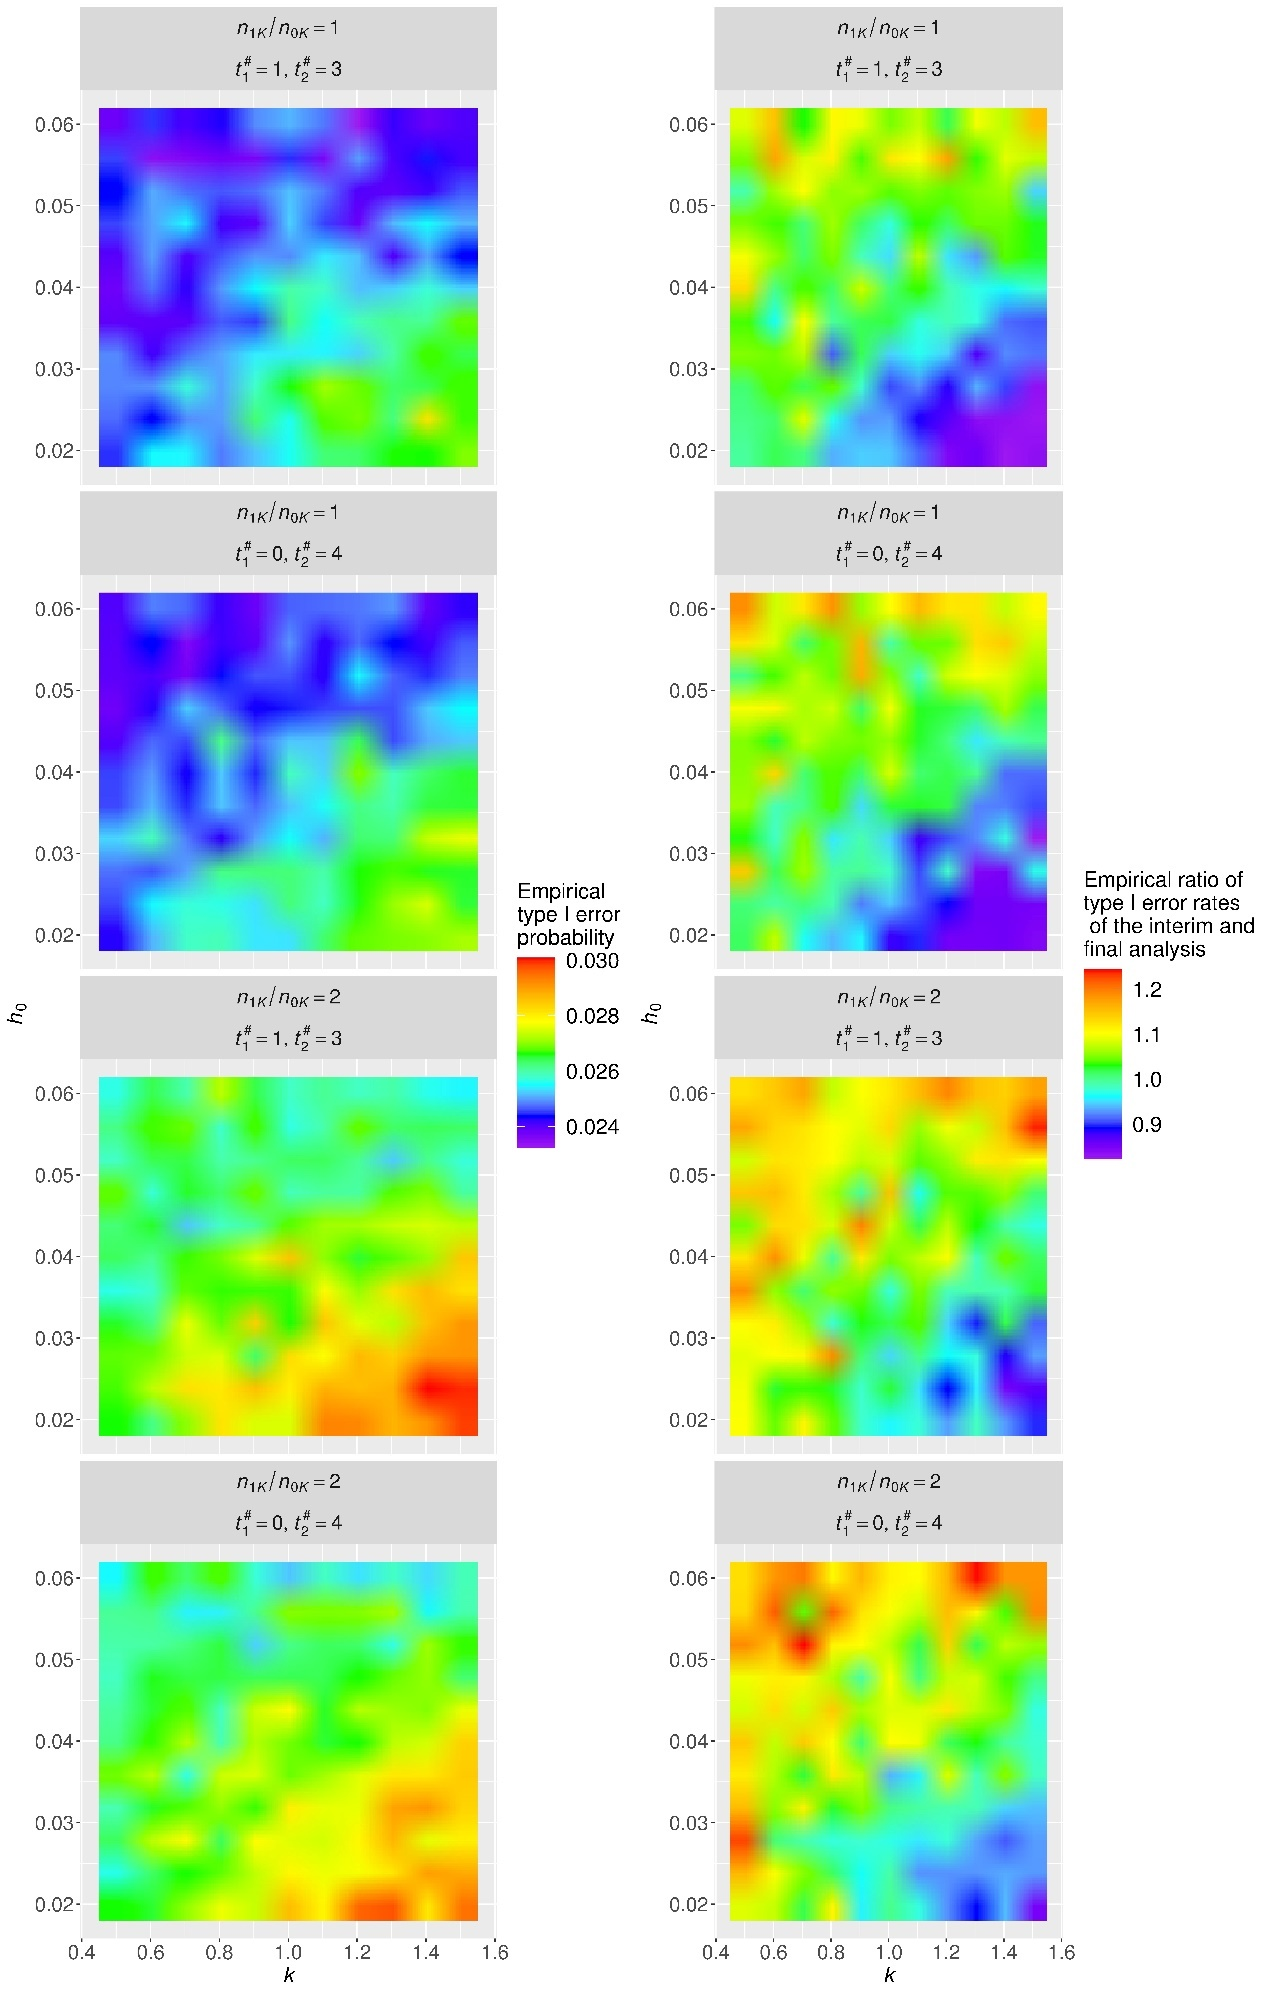 n1K/n0K = 1
t1# = 1, t2# = 3
0.06
0.05
0.04
0.03
0.02
n1K/n0K = 1
t1# = 0, t2# = 4
0.06
0.05
0.04
0.03
0.02
n1K/n0K = 2
t1# = 1, t2# = 3
0.06
0.05
0.04
0.03
0.02
n1K/n0K = 2
t1# = 0, t2# = 4
0.06
0.05
0.04
0.03
0.02
0.4 0.6 0.8 1.0 1.2 1.4 1.6
k
h0
Empirical
type I error
probability
0.030
0.028
0.026
0.024
n1K/n0K = 1
t1# = 1, t2# = 3
0.06
0.05
0.04
0.03
0.02
n1K/n0K = 1
t1# = 0, t2# = 4
0.06
0.05
0.04
0.03
0.02
n1K/n0K = 2
t1# = 1, t2# = 3
0.06
0.05
0.04
0.03
0.02
n1K/n0K = 2
t1# = 0, t2# = 4
0.06
0.05
0.04
0.03
0.02
0.4 0.6 0.8 1.0 1.2 1.4 1.6
k
h0
Empirical ratio of
type I error rates
of the interim and
final analysis
1.2
1.1
1.0
0.9